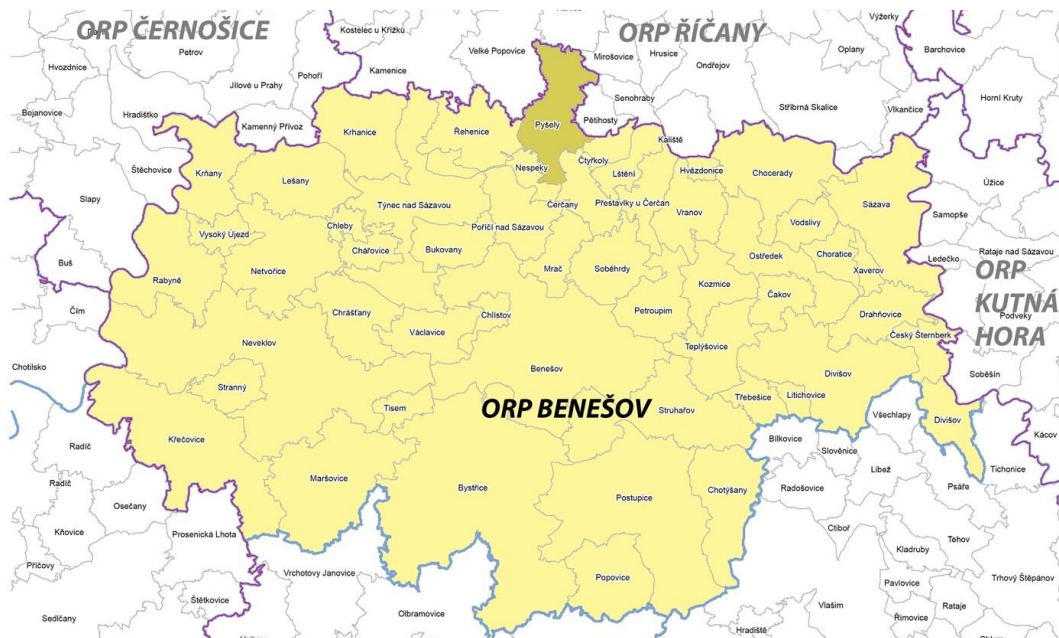 ORP ČERNOŠICE
Kostelec u Křížků
ORP ŘÍČANY
Výžerky
Petrov
Velké Popovice
Mirošovice
Hrusice
Oplany
Barchovice
Hvozdnice
Jílové u Prahy
Pohoří
Kamenice
Ondřejov
Bojanovice
Hradištko
Senohraby
Stříbrná Skalice
Vlkančice
Horní Kruty
Kamenný Přívoz
Krhanice
Řehenice
Pyšely
Pětihosty
Kaliště
Štěchovice
Krňany
Lešany
Nespeky
Čtyřkoly
Lštění
Hvězdonice
Chocerady
Slapy
Týnec nad Sázavou
Čerčany
Přestavlky u Čerčan
Vranov
Sázava
Úžice
Vysoký Újezd
Chleby
Poříčí nad Sázavou
Vodslivy
Samopše
Buš
Chářovice
Bukovany
Ostředek
Choratice
Rataje nad Sázavou
Ledečko
Rabyně
Netvořice
Mrač
Soběhrdy
Kozmice
Xaverov
ORP
KUTNÁ
HORA
Čím
Chrášťany
Chlístov
Petroupim
Čakov
Drahňovice
Podveky
Václavice
Český Šternberk
Neveklov
Teplýšovice
Soběšín
Chotilsko
Benešov
Divišov
Stranný
Třebešice
Litichovice
Tisem
ORP BENEŠOV
Struhařov
Všechlapy
Divišov
Radíč
Křečovice
Bílkovice
Slověnice
Kácov
Maršovice
Bystřice
Chotýšany
Libež
Tichonice
Radíč
Postupice
Radošovice
Psáře
Osečany
Kňovice
Prosenická Lhota
Ctiboř
Tehov
Kladruby
Příčovy
Vrchotovy Janovice
Popovice
Pavlovice
Trhový Štěpánov
Štětkovice
Olbramovice
Vlašim
Rataje
Sedlčany
Římovice
Hradiště